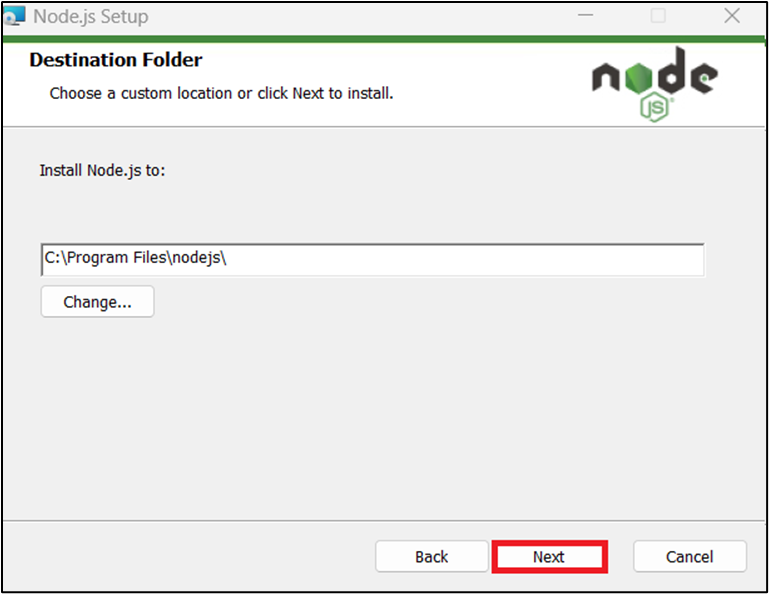 Node.js Setup
Destination Folder
Choose a custom location or click Next to install.
node
JS
Install Node.js to:
C:\Program Files\nodejs\
Change...
Back Next Cancel